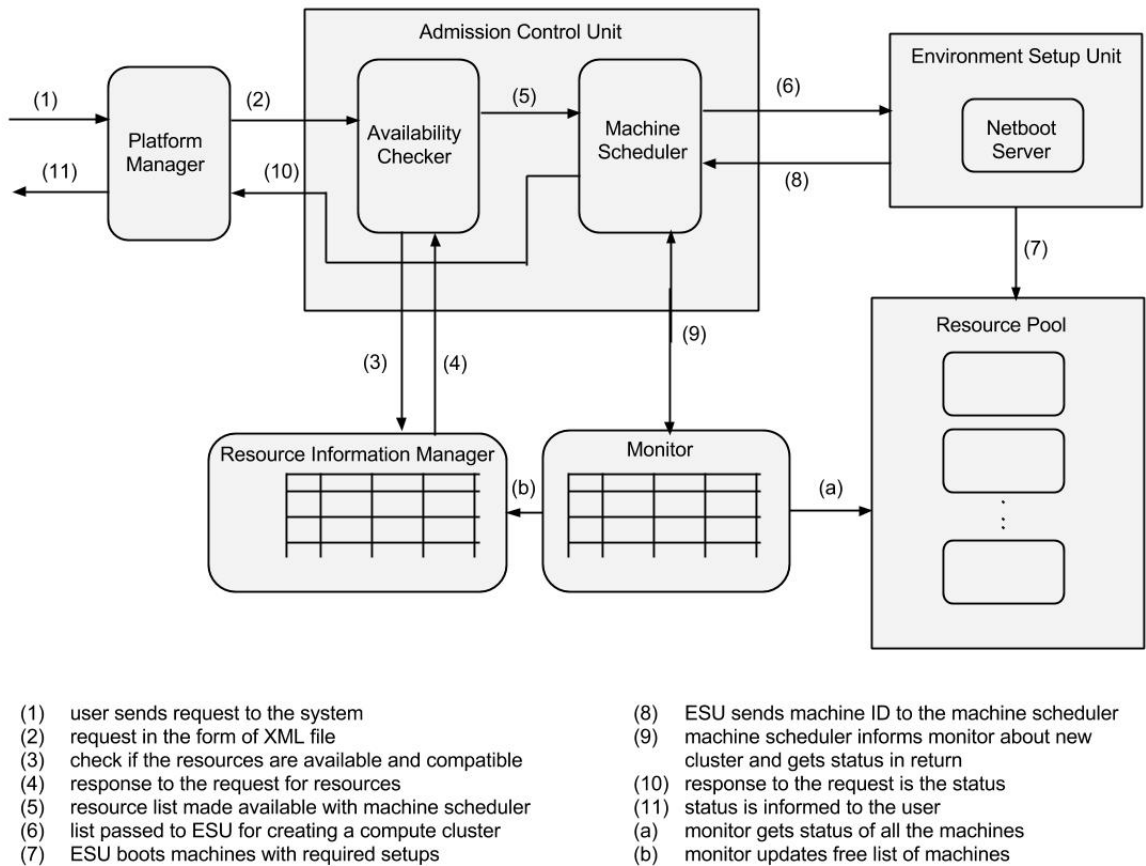 Admission Control Unit
Environment Setup Unit
(1)
(2)
(5)
(6)
Platform
Manager
Availability
Checker
Machine
Scheduler
Netboot
Server
(11)
(10)
(8)
(7)
Resource Pool
(3)
(4)
(9)
Resource Information Manager
Monitor
(b)
(a)
(1) user sends request to the system
(2) request in the form of XML file
(3) check if the resources are available and compatible
(4) response to the request for resources
(5) resource list made available with machine scheduler
(6) list passed to ESU for creating a compute cluster
(7) ESU boots machines with required setups
(8) ESU sends machine ID to the machine scheduler
(9) machine scheduler informs monitor about new
cluster and gets status in return
(10) response to the request is the status
(11) status is informed to the user
(a) monitor gets status of all the machines
(b) monitor updates free list of machines